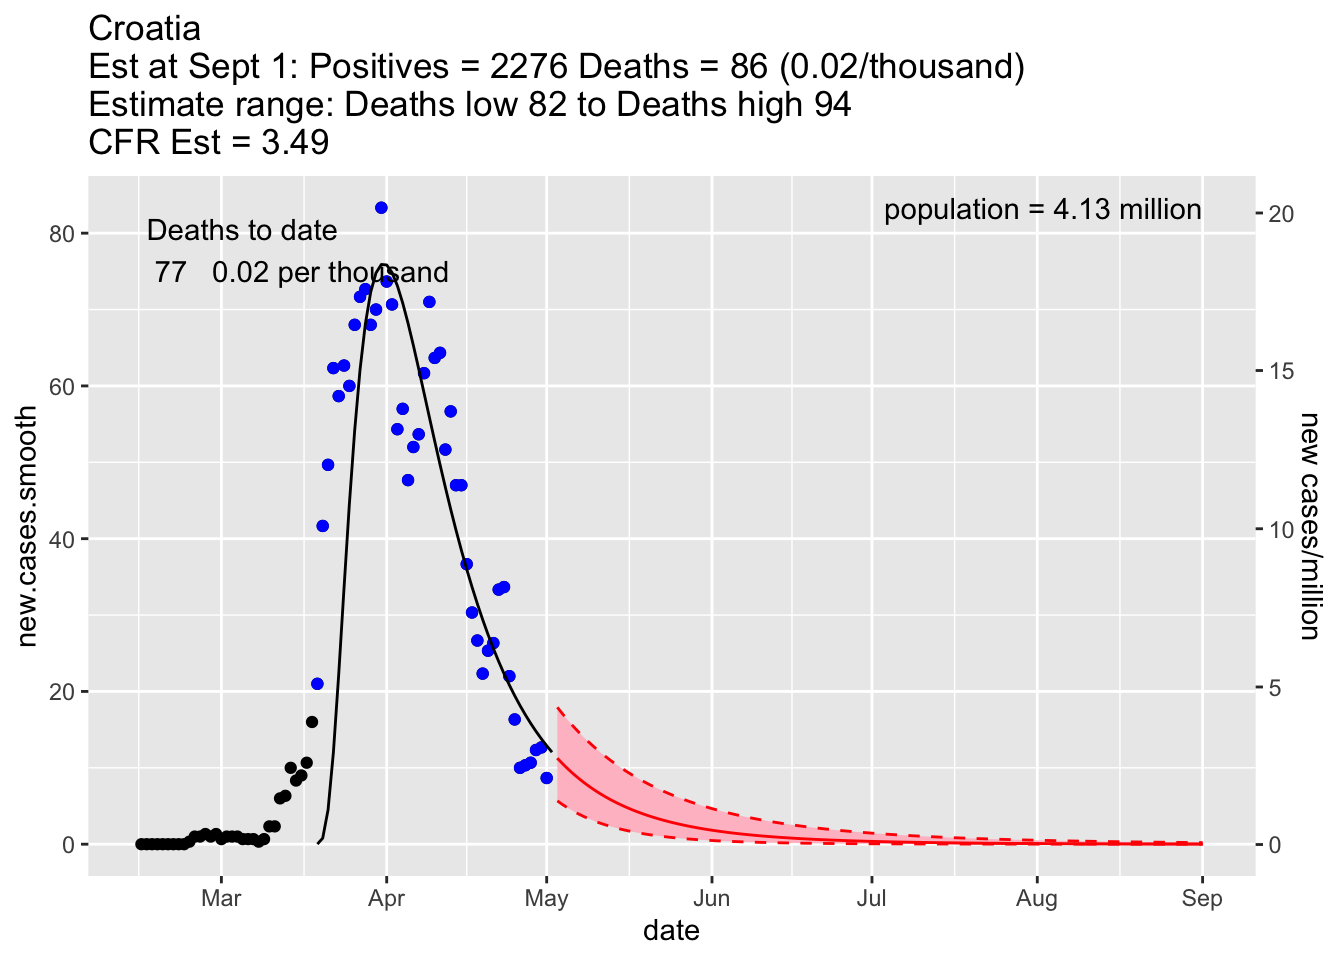 Croatia
Est at Sept 1: Positives = 2276 Deaths = 86 (0.02/thousand)
Estimate range: Deaths low 82 to Deaths high 94
CFR Est = 3.49
population = 4.13 million
Deaths to date
77 0.02 per thousand
new.cases.smooth
80
60
40
20
0
20
15
10
5
0
new cases/million
Mar Apr May Jun Jul Aug Sep
date